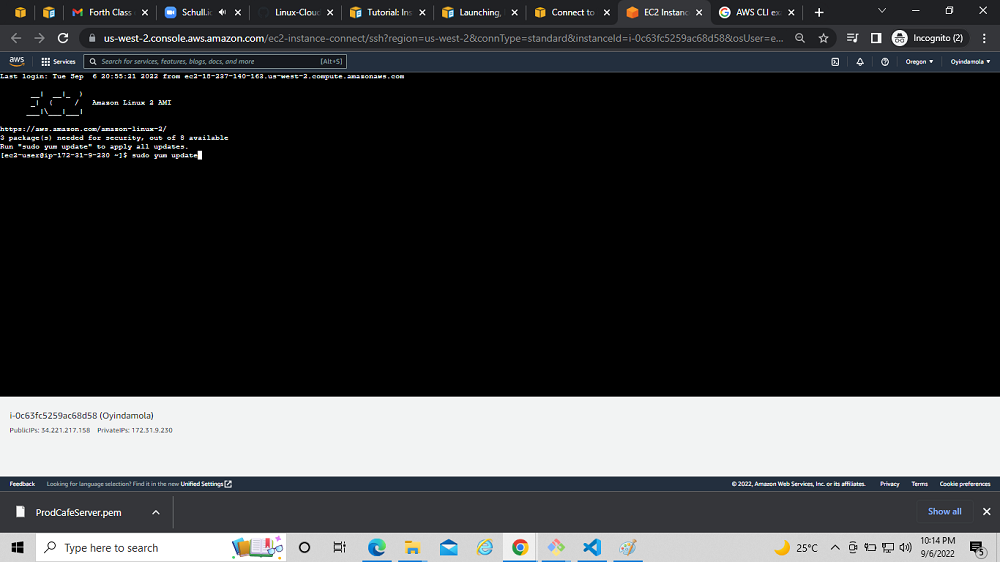 Forth Class
Schull.i
Linux-Clou
Tutorial: Ins
Launching,
Connect to
EC2 Instanc
AWS CLI ex
us-west-2.console.aws.amazon.com/ec2-instance-connect/ssh?region=us-west-2&connType=standard&instanceId=i-0c63fc5259ac68d58&osUser=e...
Incognito (2)
aws
Services
Search for services, features, blogs, docs, and more
[Alt+S]
Oregon
Oyindamola
Last login: Tue Sep  6 20:55:21 2022 from ec2-18-237-140-163.us-west-2.compute.amazonaws.com
__|  __|_  )
_|  (     /   Amazon Linux 2 AMI
___|\___|___|
https://aws.amazon.com/amazon-linux-2/
3 package(s) needed for security, out of 8 available
Run "sudo yum update" to apply all updates.
[ec2-user@ip-172-31-9-230 ~]$ sudo yum update
i-0c63fc5259ac68d58 (Oyindamola)
PublicIPs: 34.221.217.158 PrivateIPs: 172.31.9.230
Feedback
Looking for language selection? Find it in the new Unified Settings
© 2022, Amazon Web Services, Inc. or its affiliates.
Privacy
Terms
Cookie preferences
ProdCafeServer.pem
Show all
Type here to search
25°C
10:14 PM
9/6/2022
5